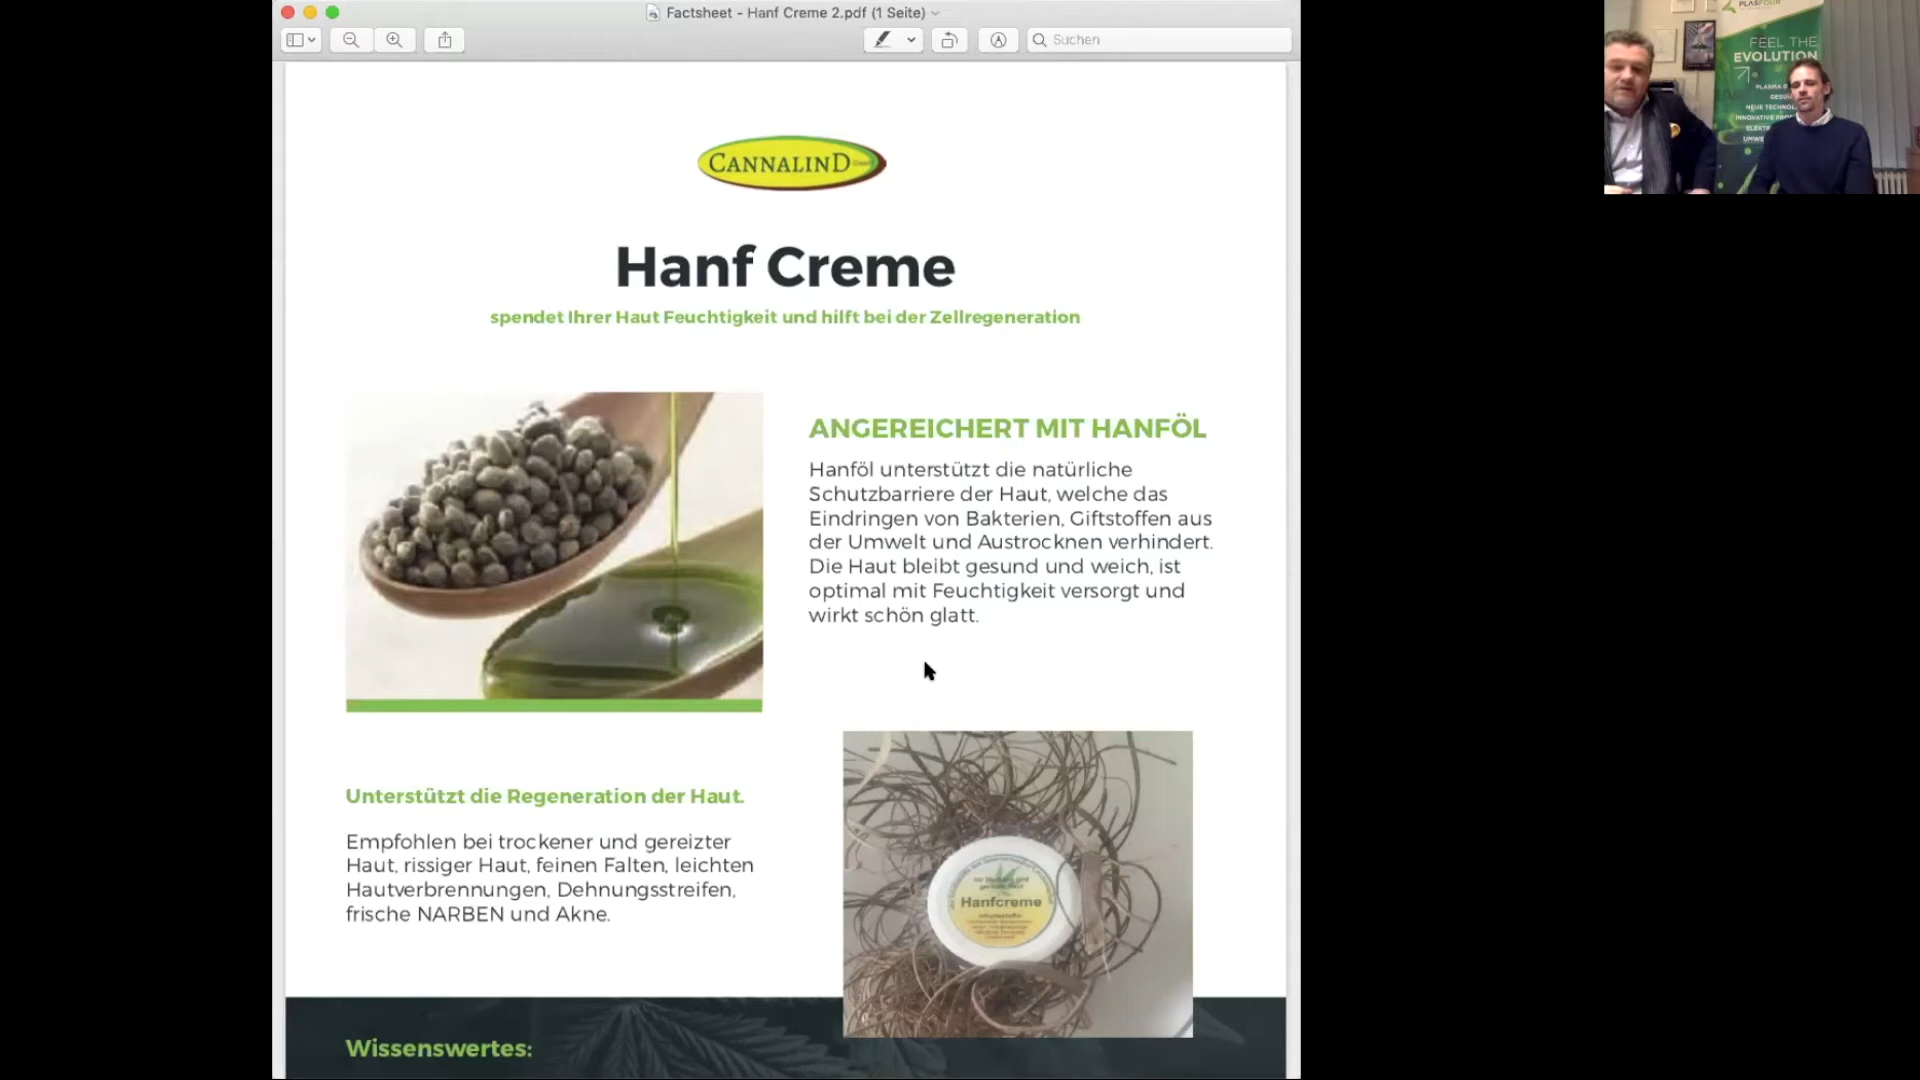 Factsheet - Hanf Creme 2.pdf (1 Seite)
Suchen
CANNALIND
Hanf Creme
spendet Ihrer Haut Feuchtigkeit und hilft bei der Zellregeneration
ANGEREICHERT MIT HANFÖL
Hanföl unterstützt die natürliche
Schutzbarriere der Haut, welche das
Eindringen von Bakterien, Giftstoffen aus
der Umwelt und Austrocknen verhindert.
Die Haut bleibt gesund und weich, ist
optimal mit Feuchtigkeit versorgt und
wirkt schön glatt.
Unterstützt die Regeneration der Haut.
Empfohlen bei trockener und gereizter
Haut, rissiger Haut, feinen Falten, leichten
Hautverbrennungen, Dehnungsstreifen,
frische NARBEN und Akne.
Hanfcreme
Wissenswertes:
PLASFOUR
FEEL THE
EVOLUTION